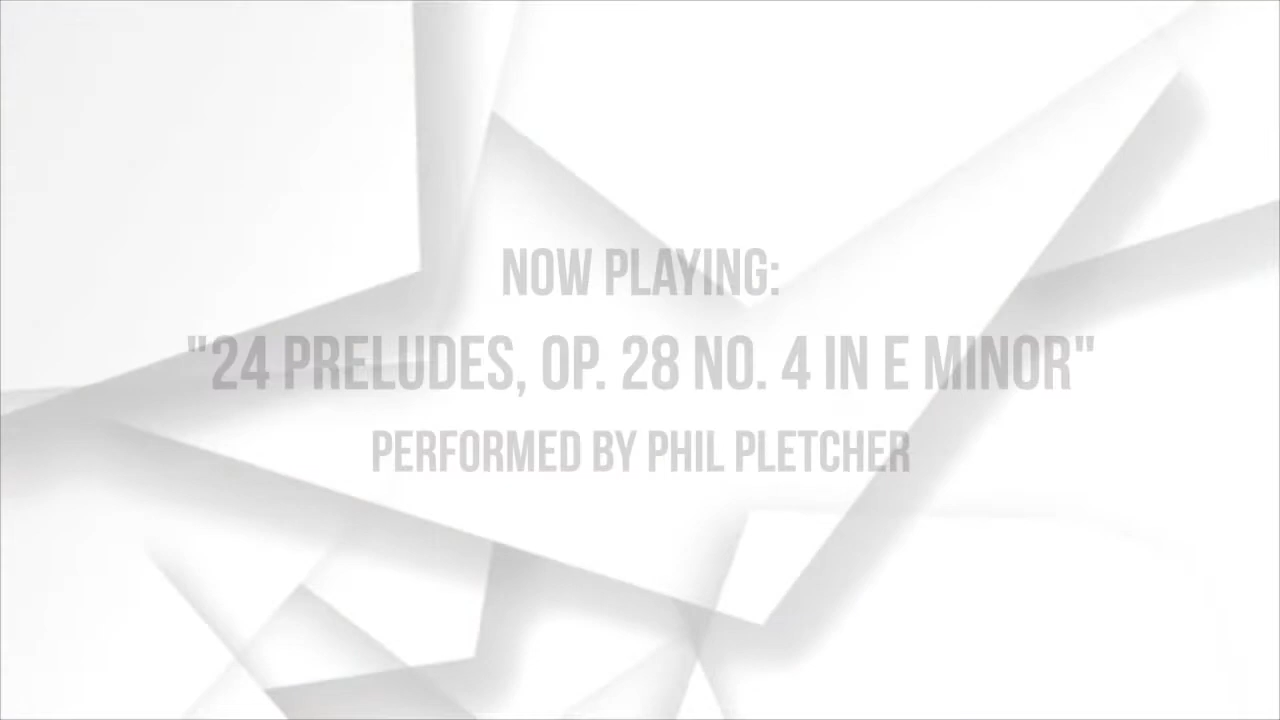 NOW PLAYING:
"24 PRELUDES, OP. 28 NO. 4 IN E MINOR"
PERFORMED BY PHIL PLETCHER